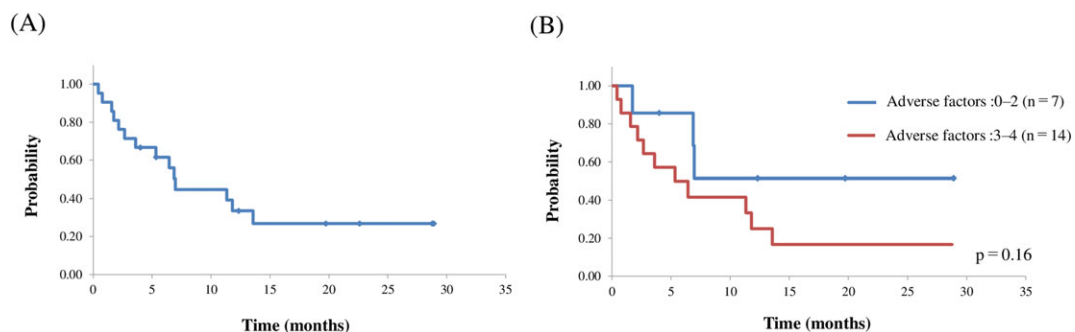 (A)
(B)
Probability
1.00
0.80
0.60
0.40
0.20
0.00
0 5 10 15 20 25 30 35
Time (months)
Probability
1.00
0.80
0.60
0.40
0.20
0.00
0 5 10 15 20 25 30 35
Time (months)
Adverse factors :0–2 (n = 7)
Adverse factors :3–4 (n = 14)
p = 0.16